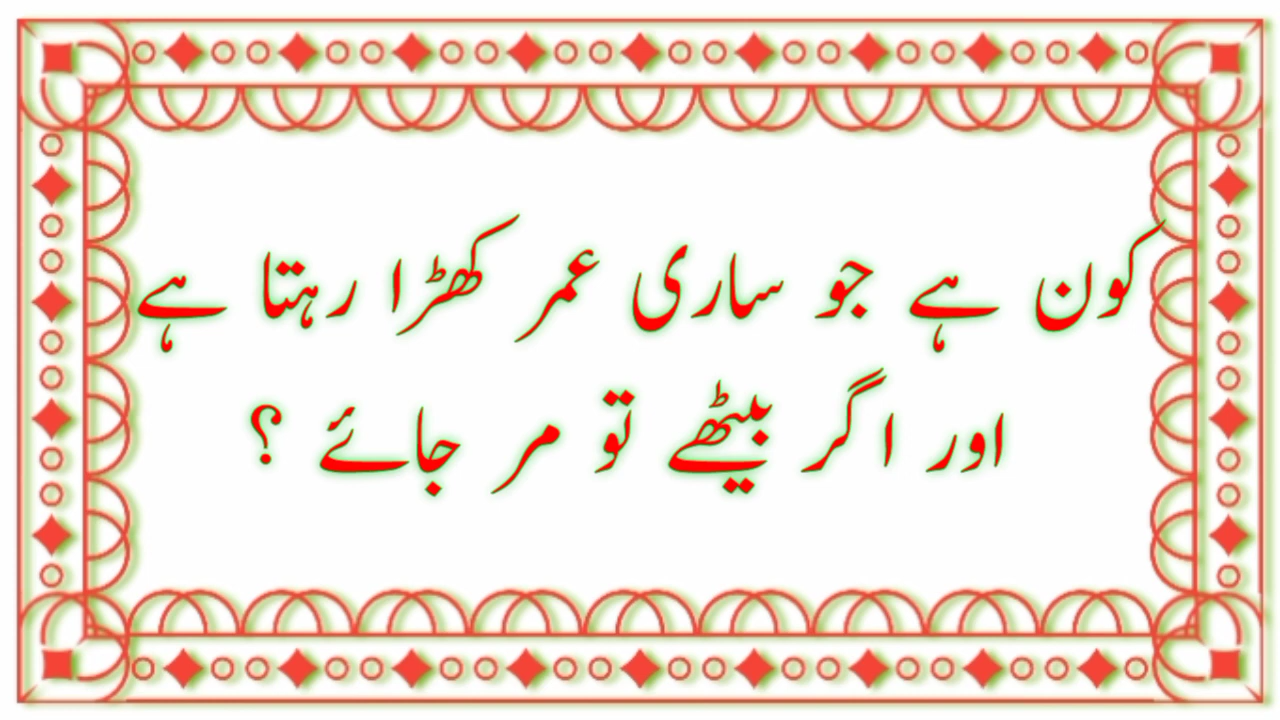 کون ہے جو ساری عمر کھڑا رہتا ہے
اور اگر بیٹھے تو مر جائے ؟